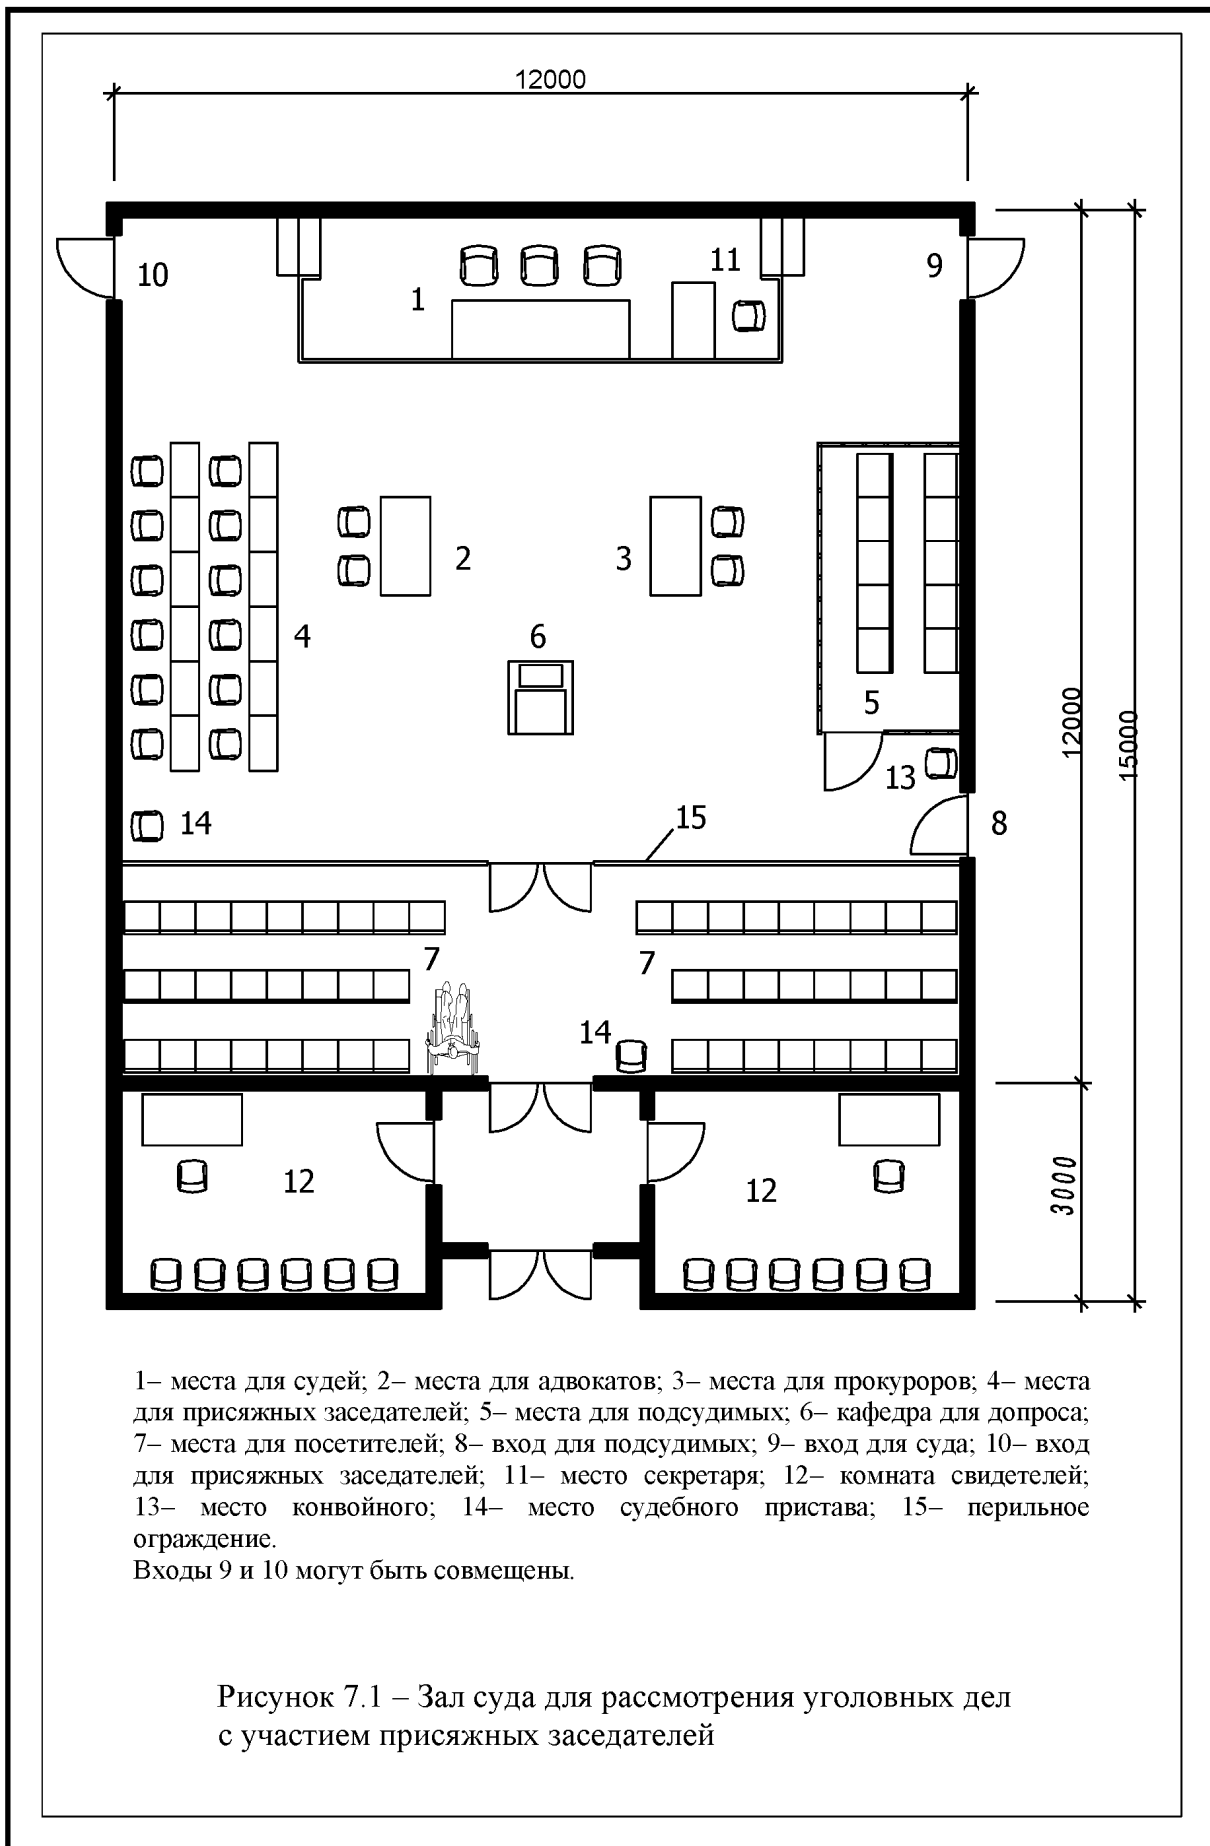 12000
10
1
11
9
2
3
4
6
5
13
14
15
8
7
7
14
12
12
12000
15000
3000
1– места для судей; 2– места для адвокатов; 3– места для прокуроров; 4– места
для присяжных заседателей; 5– места для подсудимых; 6– кафедра для допроса;
7– места для посетителей; 8– вход для подсудимых; 9– вход для суда; 10– вход
для присяжных заседателей; 11– место секретаря; 12– комната свидетелей;
13– место конвойного; 14– место судебного пристава; 15– перильное
ограждение.
Входы 9 и 10 могут быть совмещены.
Рисунок 7.1 – Зал суда для рассмотрения уголовных дел
с участием присяжных заседателей